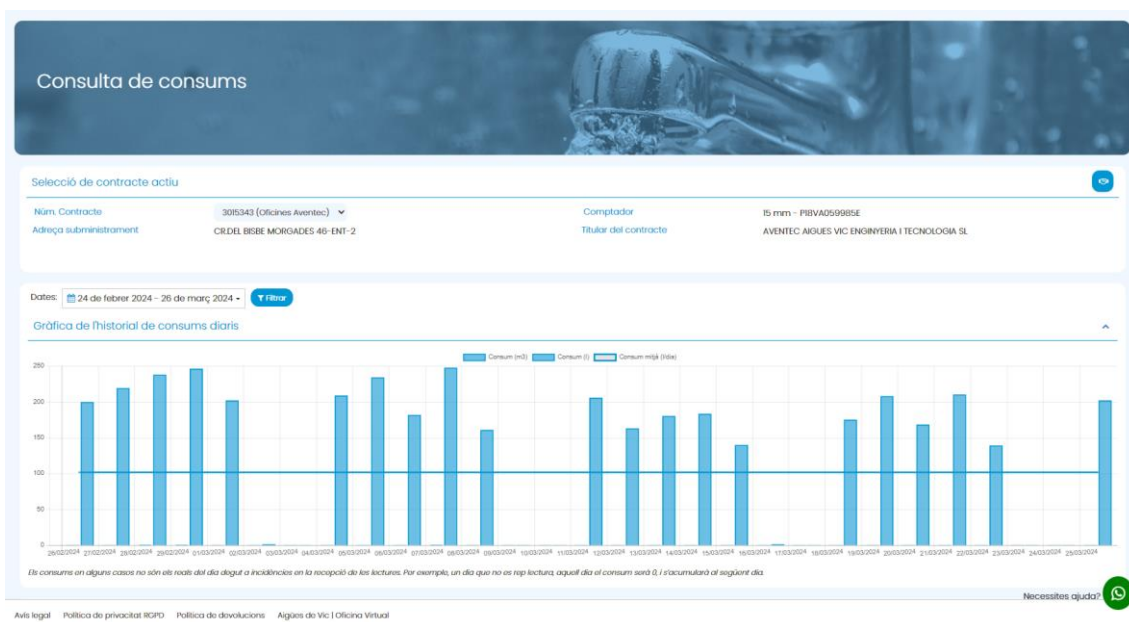 Consulta de consums
Selecció de contracte actiu
Núm. Contracte 3015343 (Oficines Aventec) Comptador 15 mm - P18VA059985E
Adreça subministrament CR.DEL BISBE MORGADES 46-ENT-2 Titular del contracte AVENTEC AIGUES VIC ENGINYERIA I TECNOLOGIA SL
Dates: 24 de febrer 2024 - 26 de març 2024 Filtrar
Gràfica de l'historial de consums diaris
Consum (m3) Consum (l) Consum mitjà (l/dia)
250
200
150
100
50
0
26/02/2024 27/02/2024 28/02/2024 29/02/2024 01/03/2024 02/03/2024 03/03/2024 04/03/2024 05/03/2024 06/03/2024 07/03/2024 08/03/2024 09/03/2024 10/03/2024 11/03/2024 12/03/2024 13/03/2024 14/03/2024 15/03/2024 16/03/2024 17/03/2024 18/03/2024 19/03/2024 20/03/2024 21/03/2024 22/03/2024 23/03/2024 24/03/2024 25/03/2024
Els consums en alguns casos no són els reals del dia degut a incidències en la recepció de les lectures. Per exemple, un dia que no es rep lectura, aquell dia el consum serà 0, i s'acumularà al següent dia.
Necessites ajuda?
Avís legal Política de privacitat RGPD Política de devolucions Aigües de Vic | Oficina Virtual